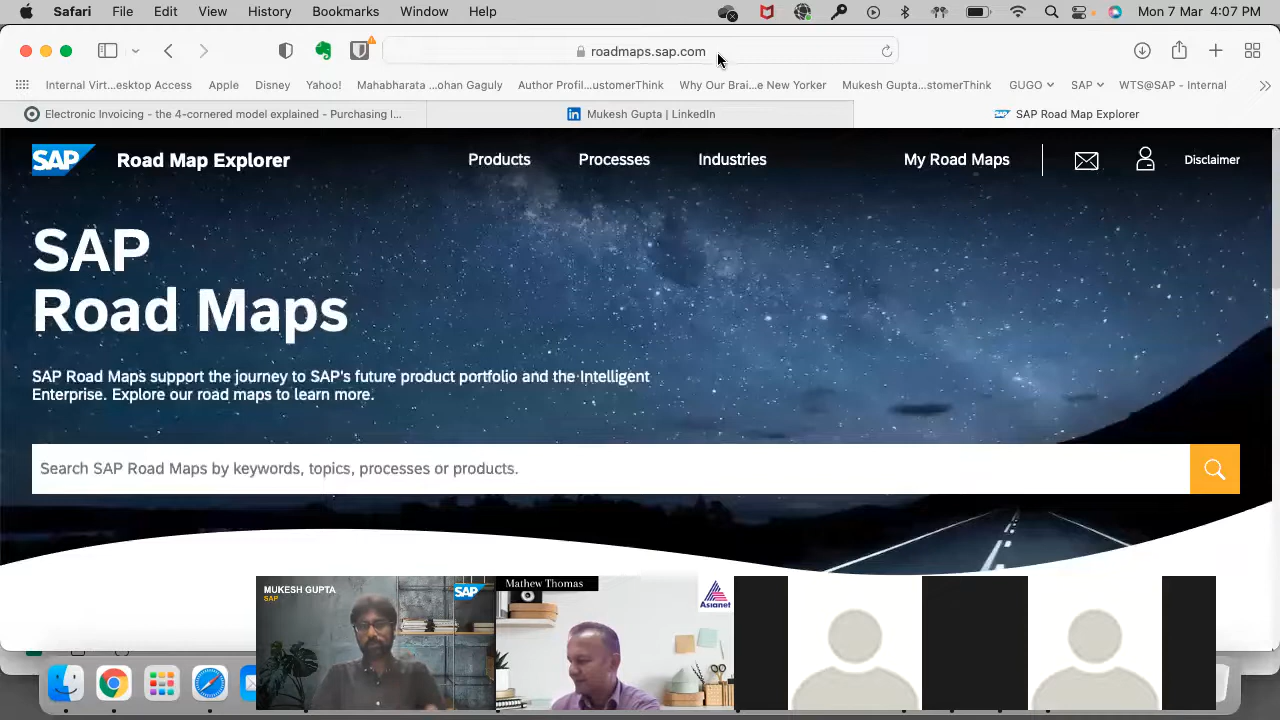 Safari File Edit View History Bookmarks Window Help Mon 7 Mar 4:07 PM
roadmaps.sap.com
Internal Virt...esktop Access Apple Disney Yahoo! Mahabharata ...ohan Gaguly Author Profil...ustomerThink Why Our Brai...e New Yorker Mukesh Gupta...stomerThink GUGO SAP WTS@SAP - Internal
Electronic Invoicing - the 4-cornered model explained - Purchasing I... Mukesh Gupta | LinkedIn SAP Road Map Explorer
SAP Road Map Explorer Products Processes Industries My Road Maps Disclaimer
SAP
Road Maps
SAP Road Maps support the journey to SAP's future product portfolio and the Intelligent
Enterprise. Explore our road maps to learn more.
Search SAP Road Maps by keywords, topics, processes or products.
MUKESH GUPTA
SAP
SAP
Mathew Thomas
Asianet